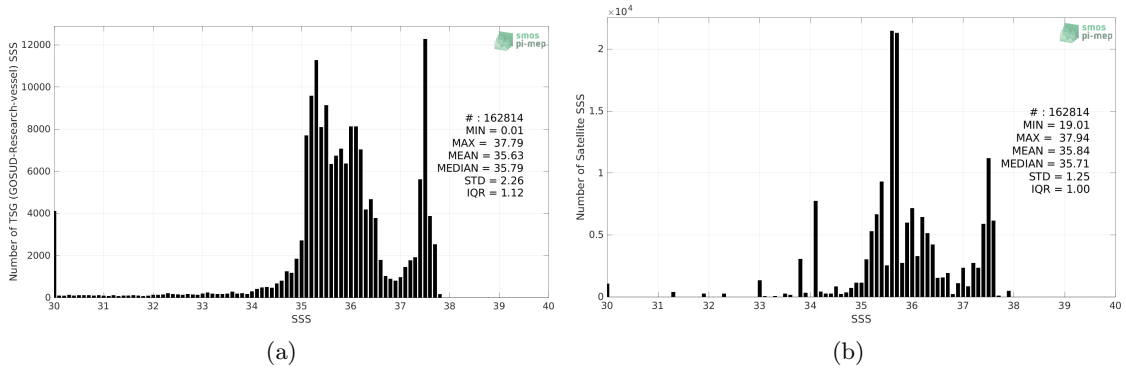 12000
10000
8000
6000
4000
2000
0
30
31
32
33
34
35
36
37
38
39
40
SSS
Number of TSG (GOSUD-Research-vessel) SSS
smos
pi-mep
# : 162814
MIN = 0.01
MAX = 37.79
MEAN = 35.63
MEDIAN = 35.79
STD = 2.26
IQR = 1.12
(a)
×10⁴
2
1.5
1
0.5
0
30
31
32
33
34
35
36
37
38
39
40
SSS
Number of Satellite SSS
smos
pi-mep
# : 162814
MIN = 19.01
MAX = 37.94
MEAN = 35.84
MEDIAN = 35.71
STD = 1.25
IQR = 1.00
(b)